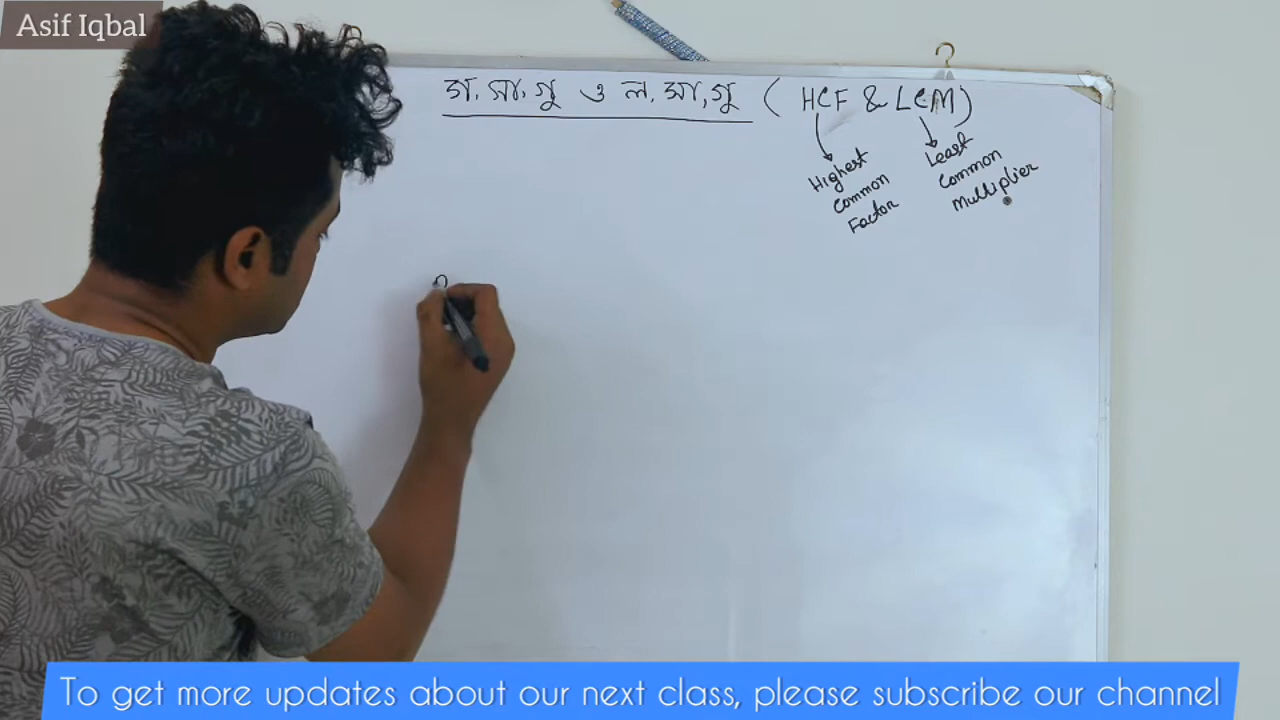 Asif Iqbal
গ. সা. গু ও ল. সা. গু ( HCF & LCM )
Highest
Common
Factor
Least
Common
Multiplier
To get more updates about our next class, please subscribe our channel